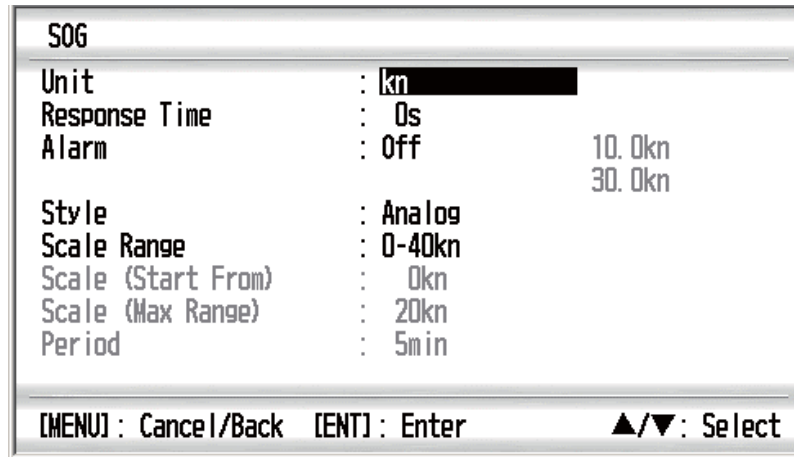 SOG
Unit : kn
Response Time : 0s
Alarm : Off 10.0kn
30.0kn
Style : Analog
Scale Range : 0-40kn
Scale (Start From) : 0kn
Scale (Max Range) : 20kn
Period : 5min
[MENU] : Cancel/Back [ENT] : Enter ▲/▼ : Select